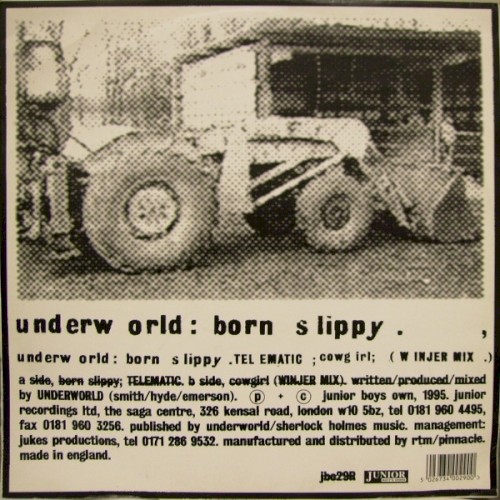 underw orld: born s lippy . ,
underw orld: born s lippy .TEL EMATIC ;cowg irl; ( W INJER MIX .)
a side, born slippy; TELEMATIC. b side, cowgirl (WINJER MIX). written/produced/mixed
by UNDERWORLD (smith/hyde/emerson). (p) + (c) junior boys own, 1995. junior
recordings ltd, the saga centre, 326 kensal road, london w10 5bz, tel 0181 960 4495,
fax 0181 960 3256. published by underworld/sherlock holmes music. management:
jukes productions, tel 0171 286 9532. manufactured and distributed by rtm/pinnacle.
made in england.
jbo29R JUNIOR
5 026734 002900